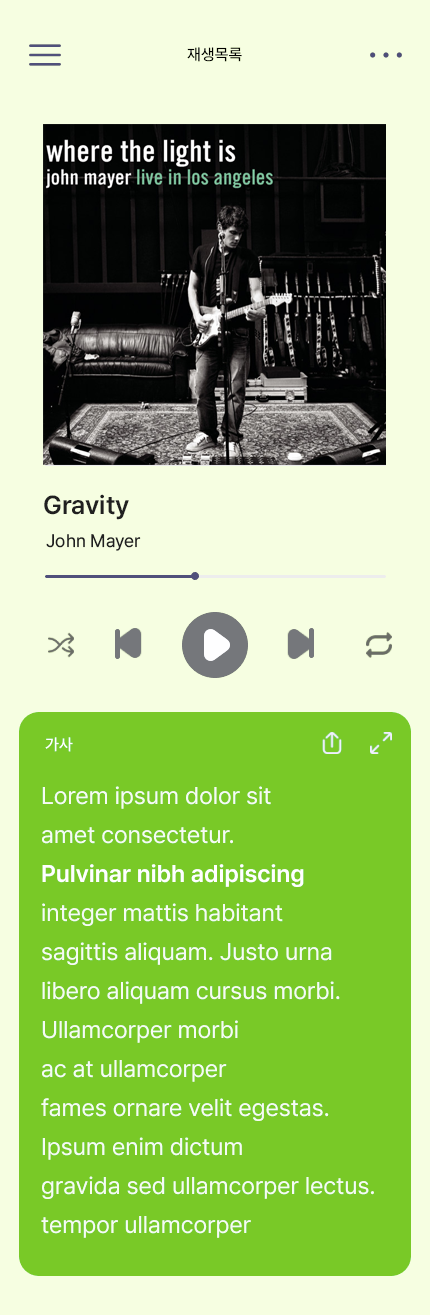 재생목록
where the light is
john mayer live in los angeles
Gravity
John Mayer
가사
Lorem ipsum dolor sit
amet consectetur.
Pulvinar nibh adipiscing
integer mattis habitant
sagittis aliquam. Justo urna
libero aliquam cursus morbi.
Ullamcorper morbi
ac at ullamcorper
fames ornare velit egestas.
Ipsum enim dictum
gravida sed ullamcorper lectus.
tempor ullamcorper